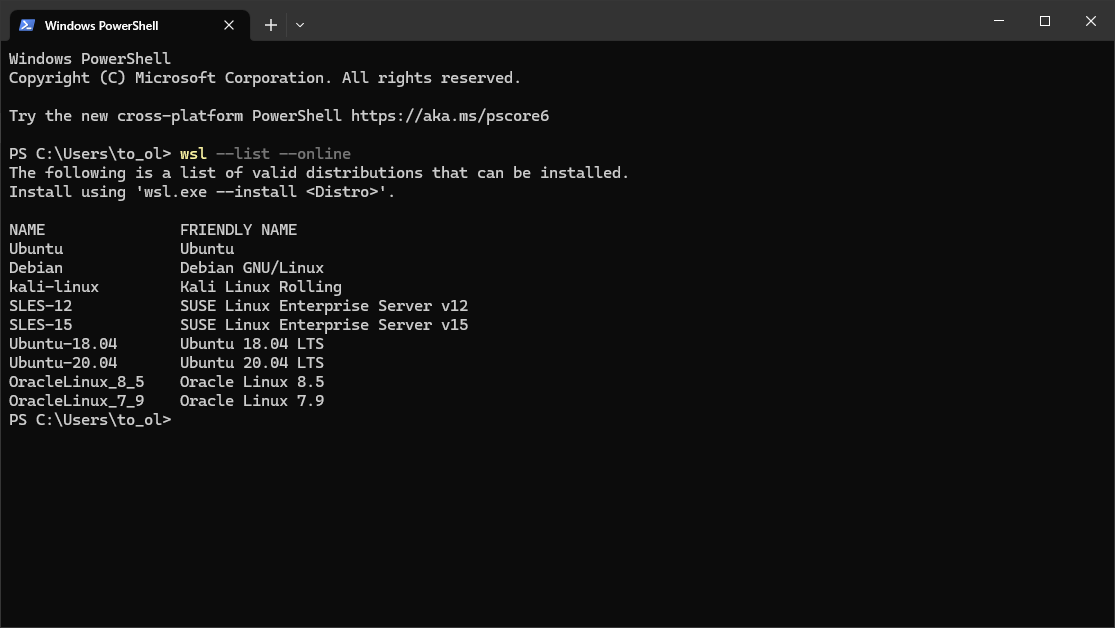 Windows PowerShell
Windows PowerShell
Copyright (C) Microsoft Corporation. All rights reserved.
Try the new cross-platform PowerShell https://aka.ms/pscore6
PS C:\Users\to_ol> wsl --list --online
The following is a list of valid distributions that can be installed.
Install using 'wsl.exe --install <Distro>'.
NAME FRIENDLY NAME
Ubuntu Ubuntu
Debian Debian GNU/Linux
kali-linux Kali Linux Rolling
SLES-12 SUSE Linux Enterprise Server v12
SLES-15 SUSE Linux Enterprise Server v15
Ubuntu-18.04 Ubuntu 18.04 LTS
Ubuntu-20.04 Ubuntu 20.04 LTS
OracleLinux_8_5 Oracle Linux 8.5
OracleLinux_7_9 Oracle Linux 7.9
PS C:\Users\to_ol>